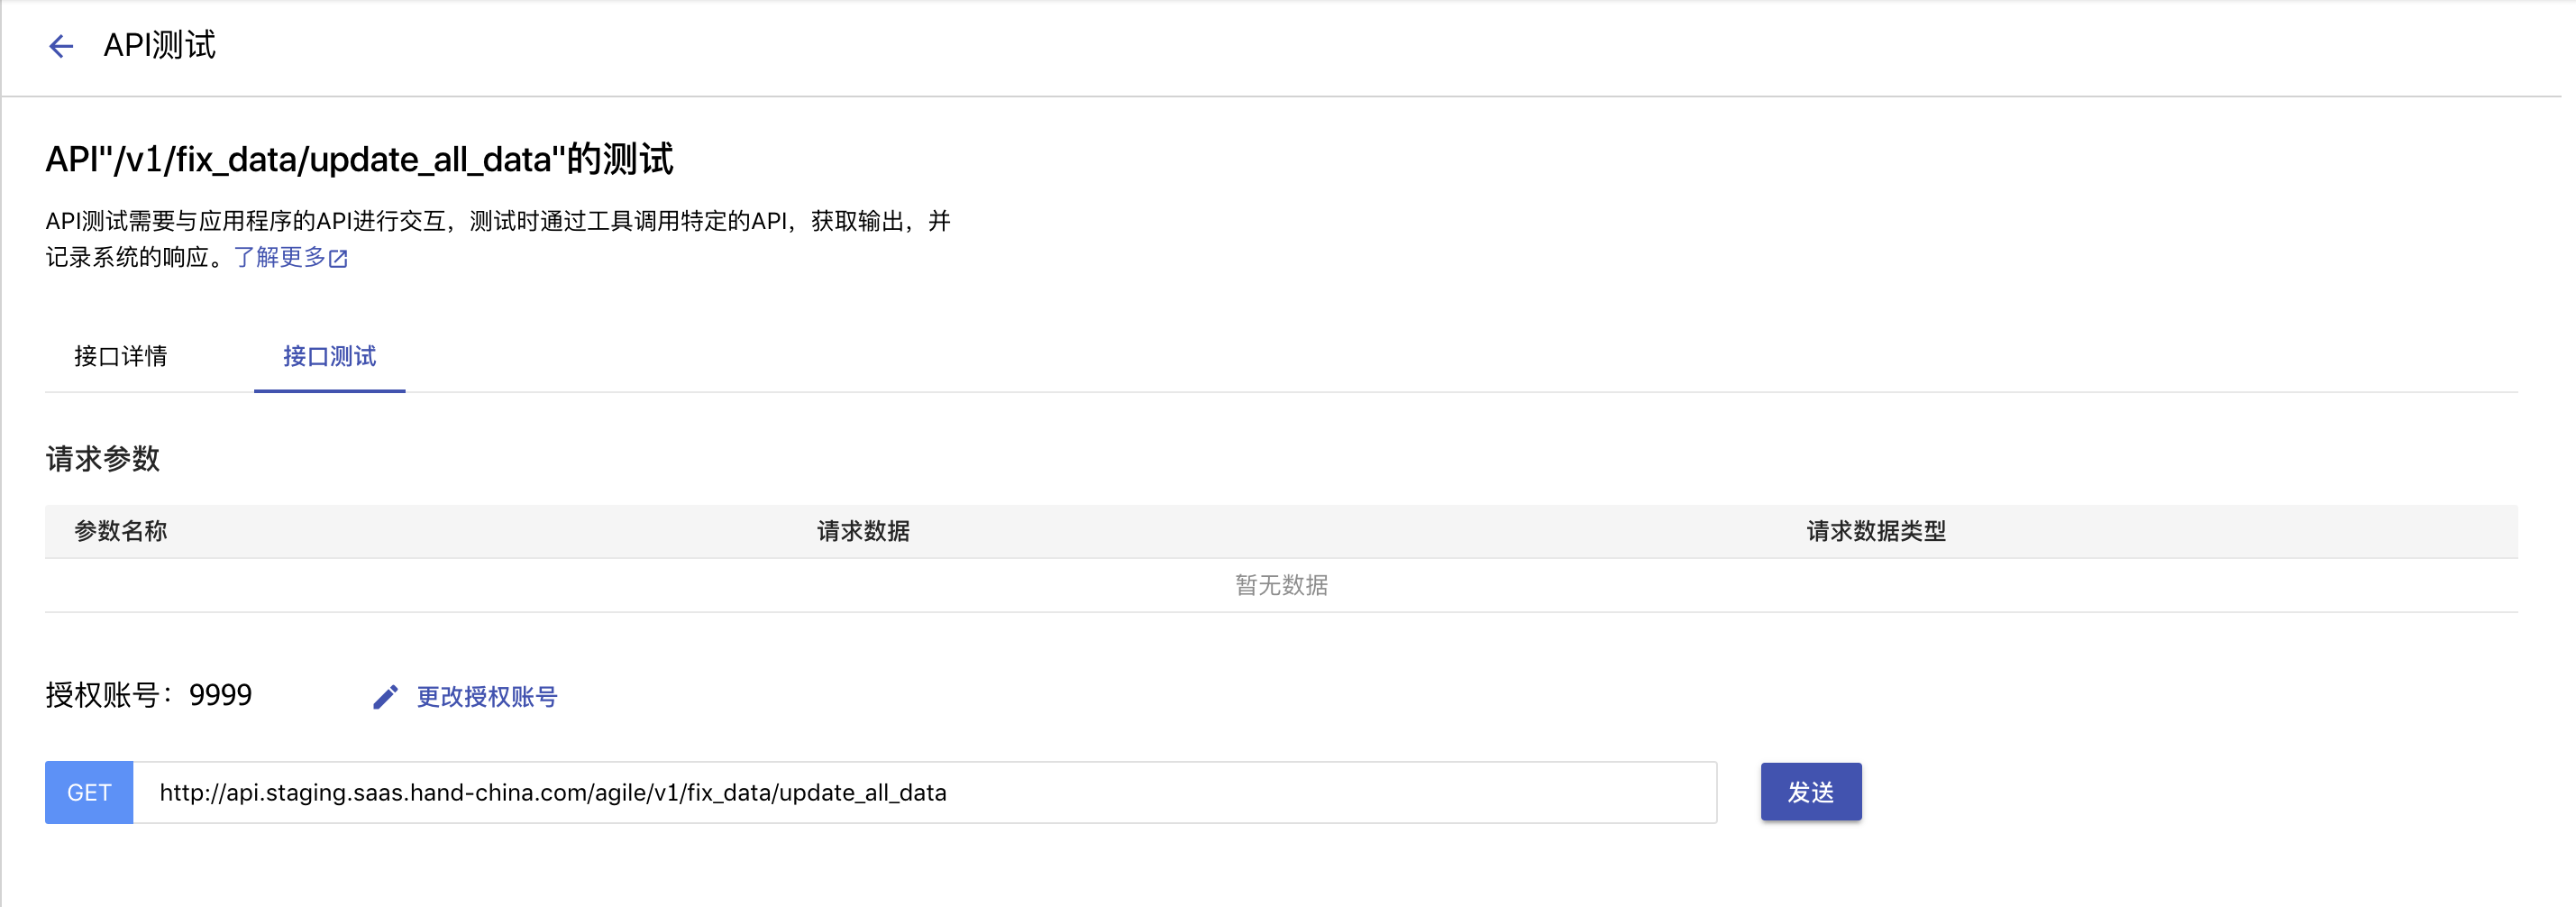 API测试
API"/v1/fix_data/update_all_data"的测试
API测试需要与应用程序的API进行交互，测试时通过工具调用特定的API，获取输出，并
记录系统的响应。了解更多
接口详情 接口测试
请求参数
参数名称 请求数据 请求数据类型
暂无数据
授权账号：9999 更改授权账号
GET http://api.staging.saas.hand-china.com/agile/v1/fix_data/update_all_data 发送